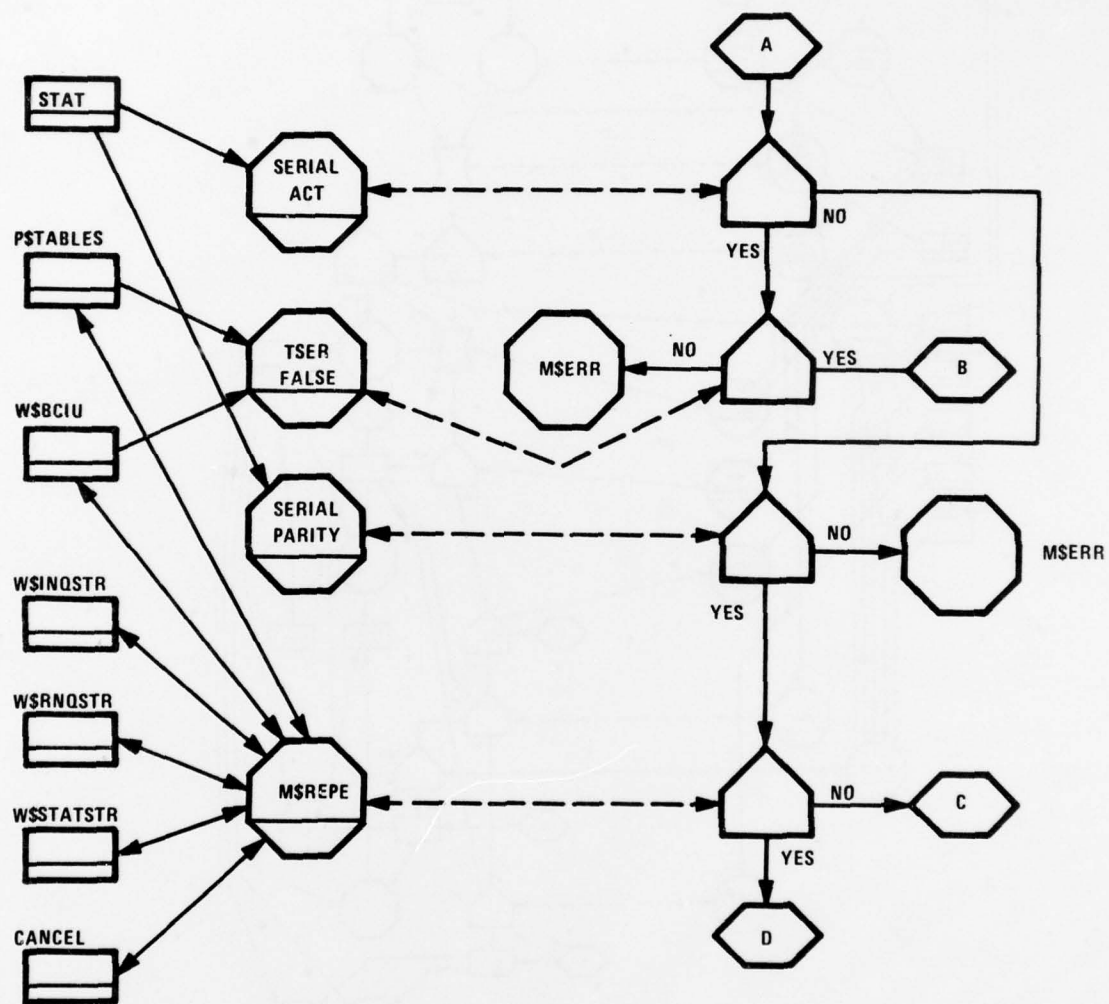 A
STAT
SERIAL
ACT
NO
YES
P$TABLES
TSER
FALSE
M$ERR
NO
YES
B
W$BCIU
SERIAL
PARITY
NO
M$ERR
YES
W$INQSTR
W$RNQSTR
M$REPE
NO
C
W$STATSTR
YES
CANCEL
D